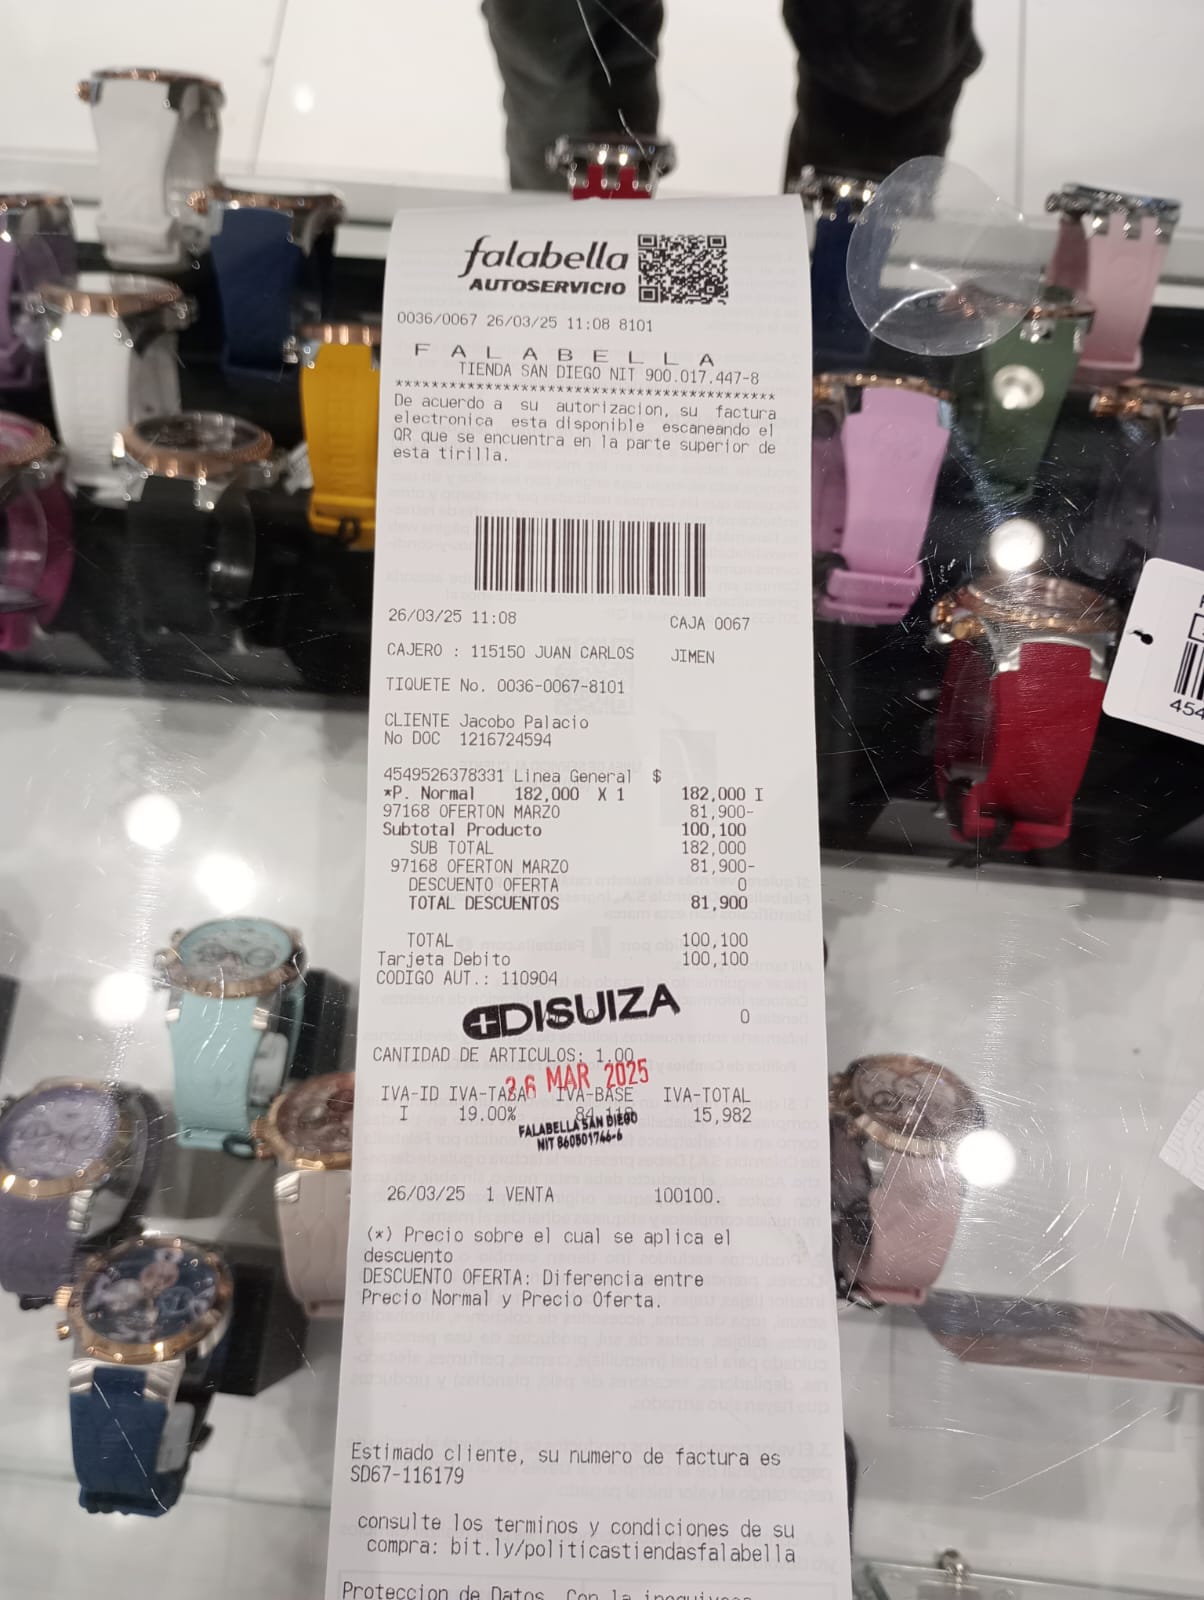 falabella
AUTOSERVICIO
0036/0067 26/03/25 11:08 8101
F A L A B E L L A
TIENDA SAN DIEGO NIT 900.017.447-8
******************************************
De acuerdo a su autorizacion, su factura
electronica esta disponible escaneando el
QR que se encuentra en la parte superior de
esta tirilla.
26/03/25 11:08 CAJA 0067
CAJERO : 115150 JUAN CARLOS JIMEN
TIQUETE No. 0036-0067-8101
CLIENTE Jacobo Palacio
No DOC 1216724594
4549526378331 Linea General $
*P. Normal 182,000 X 1 182,000 I
97168 OFERTON MARZO 81,900-
Subtotal Producto 100,100
SUB TOTAL 182,000
97168 OFERTON MARZO 81,900-
DESCUENTO OFERTA 0
TOTAL DESCUENTOS 81,900
TOTAL 100,100
Tarjeta Debito 100,100
CODIGO AUT.: 110904
DISUIZA
0
CANTIDAD DE ARTICULOS: 1.00
26 MAR 2025
IVA-ID IVA-TASA IVA-BASE IVA-TOTAL
I 19.00% 15,982
FALABELLA SAN DIEGO
NIT 860501766-6
26/03/25 1 VENTA 100100.
(*) Precio sobre el cual se aplica el
descuento
DESCUENTO OFERTA: Diferencia entre
Precio Normal y Precio Oferta.
Estimado cliente, su numero de factura es
SD67-116179
consulte los terminos y condiciones de su
compra: bit.ly/politicastiendasfalabella
Proteccion de Datos. Con la
454